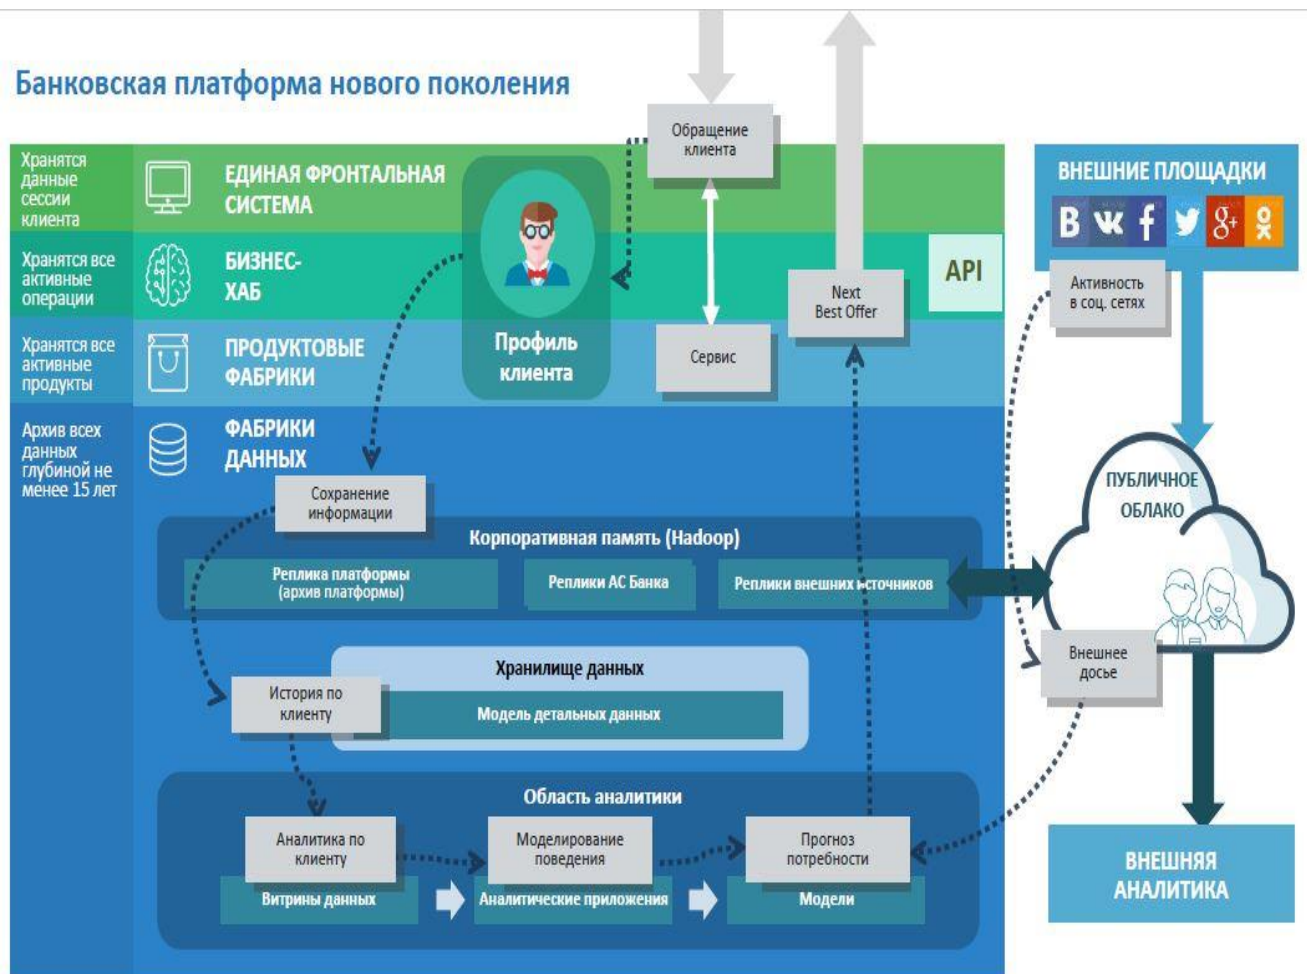 Банковская платформа нового поколения
Обращение
клиента
Хранятся
данные
сессии
клиента
ЕДИНАЯ ФРОНТАЛЬНАЯ
СИСТЕМА
ВНЕШНИЕ ПЛОЩАДКИ
B
f
g+
Хранятся все
активные
операции
БИЗНЕС-
ХАБ
API
Next
Best Offer
Активность
в соц. сетях
Хранятся все
активные
продукты
ПРОДУКТОВЫЕ
ФАБРИКИ
Профиль
клиента
Сервис
Архив всех
данных
глубиной не
менее 15 лет
ФАБРИКИ
ДАННЫХ
ПУБЛИЧНОЕ
ОБЛАКО
Сохранение
информации
Корпоративная память (Hadoop)
Реплика платформы
(архив платформы)
Реплики АС Банка
Реплики внешних источников
Внешнее
досье
Хранилище данных
История по
клиенту
Модель детальных данных
Область аналитики
Аналитика по
клиенту
Моделирование
поведения
Прогноз
потребности
Витрины данных
Аналитические приложения
Модели
ВНЕШНЯЯ
АНАЛИТИКА